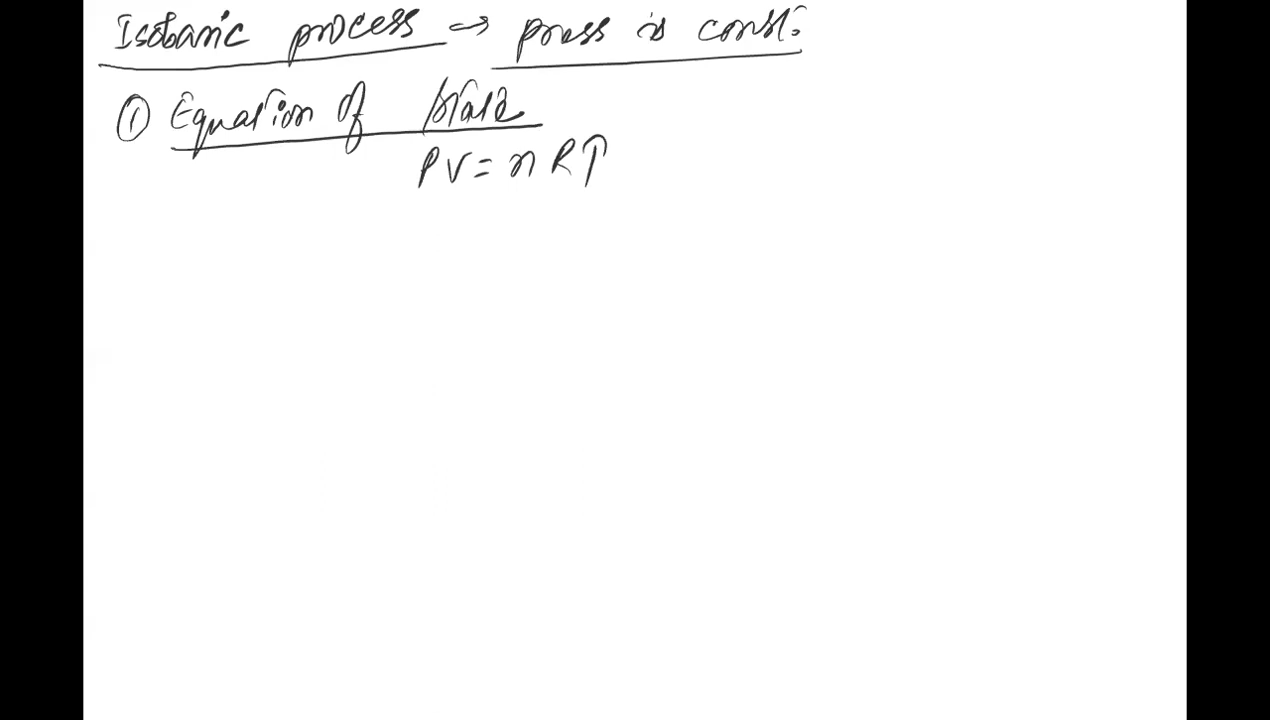 Isobaric process → press is const.
① Equation of state
PV = nRT